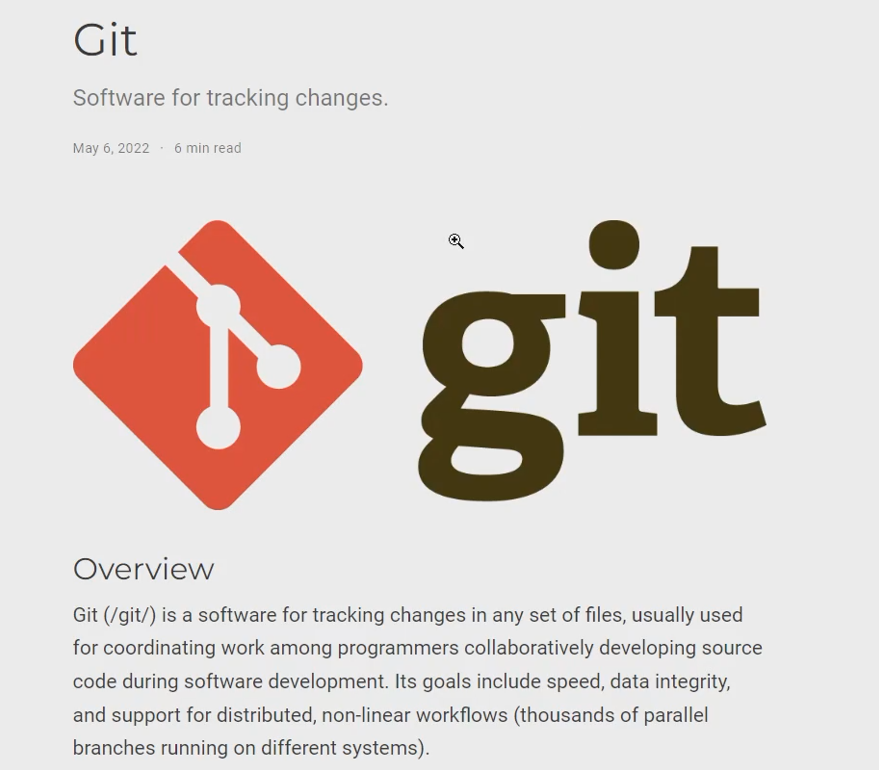 Git
Software for tracking changes.
May 6, 2022 · 6 min read
git
Overview
Git (/git/) is a software for tracking changes in any set of files, usually used
for coordinating work among programmers collaboratively developing source
code during software development. Its goals include speed, data integrity,
and support for distributed, non-linear workflows (thousands of parallel
branches running on different systems).